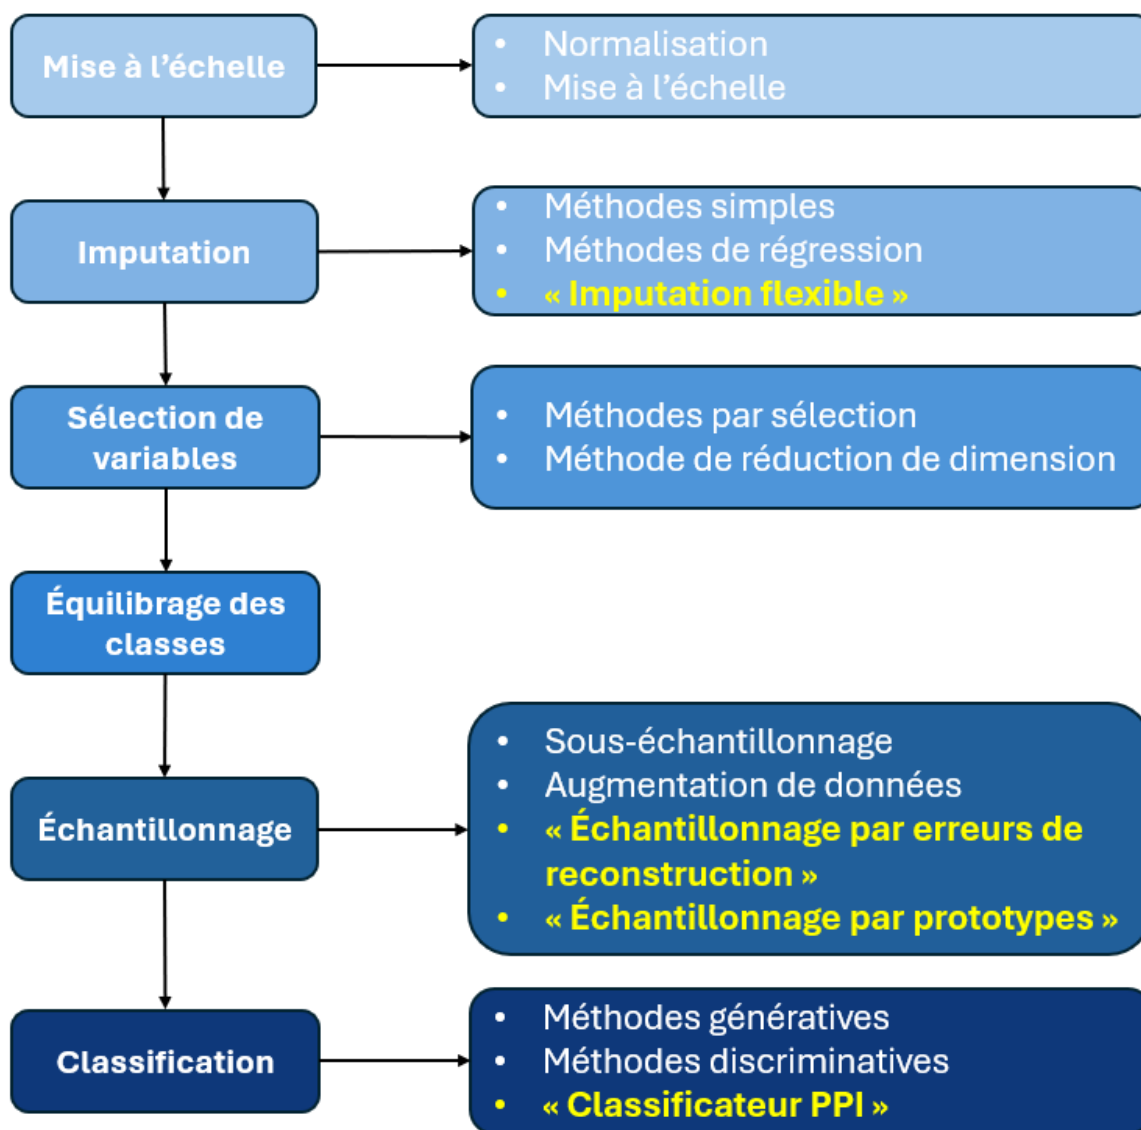 Mise à l’échelle
• Normalisation
• Mise à l’échelle
Imputation
• Méthodes simples
• Méthodes de régression
• « Imputation flexible »
Sélection de
variables
• Méthodes par sélection
• Méthode de réduction de dimension
Équilibrage des
classes
Échantillonnage
• Sous-échantillonnage
• Augmentation de données
• « Échantillonnage par erreurs de
reconstruction »
• « Échantillonnage par prototypes »
Classification
• Méthodes génératives
• Méthodes discriminatives
• « Classificateur PPI »